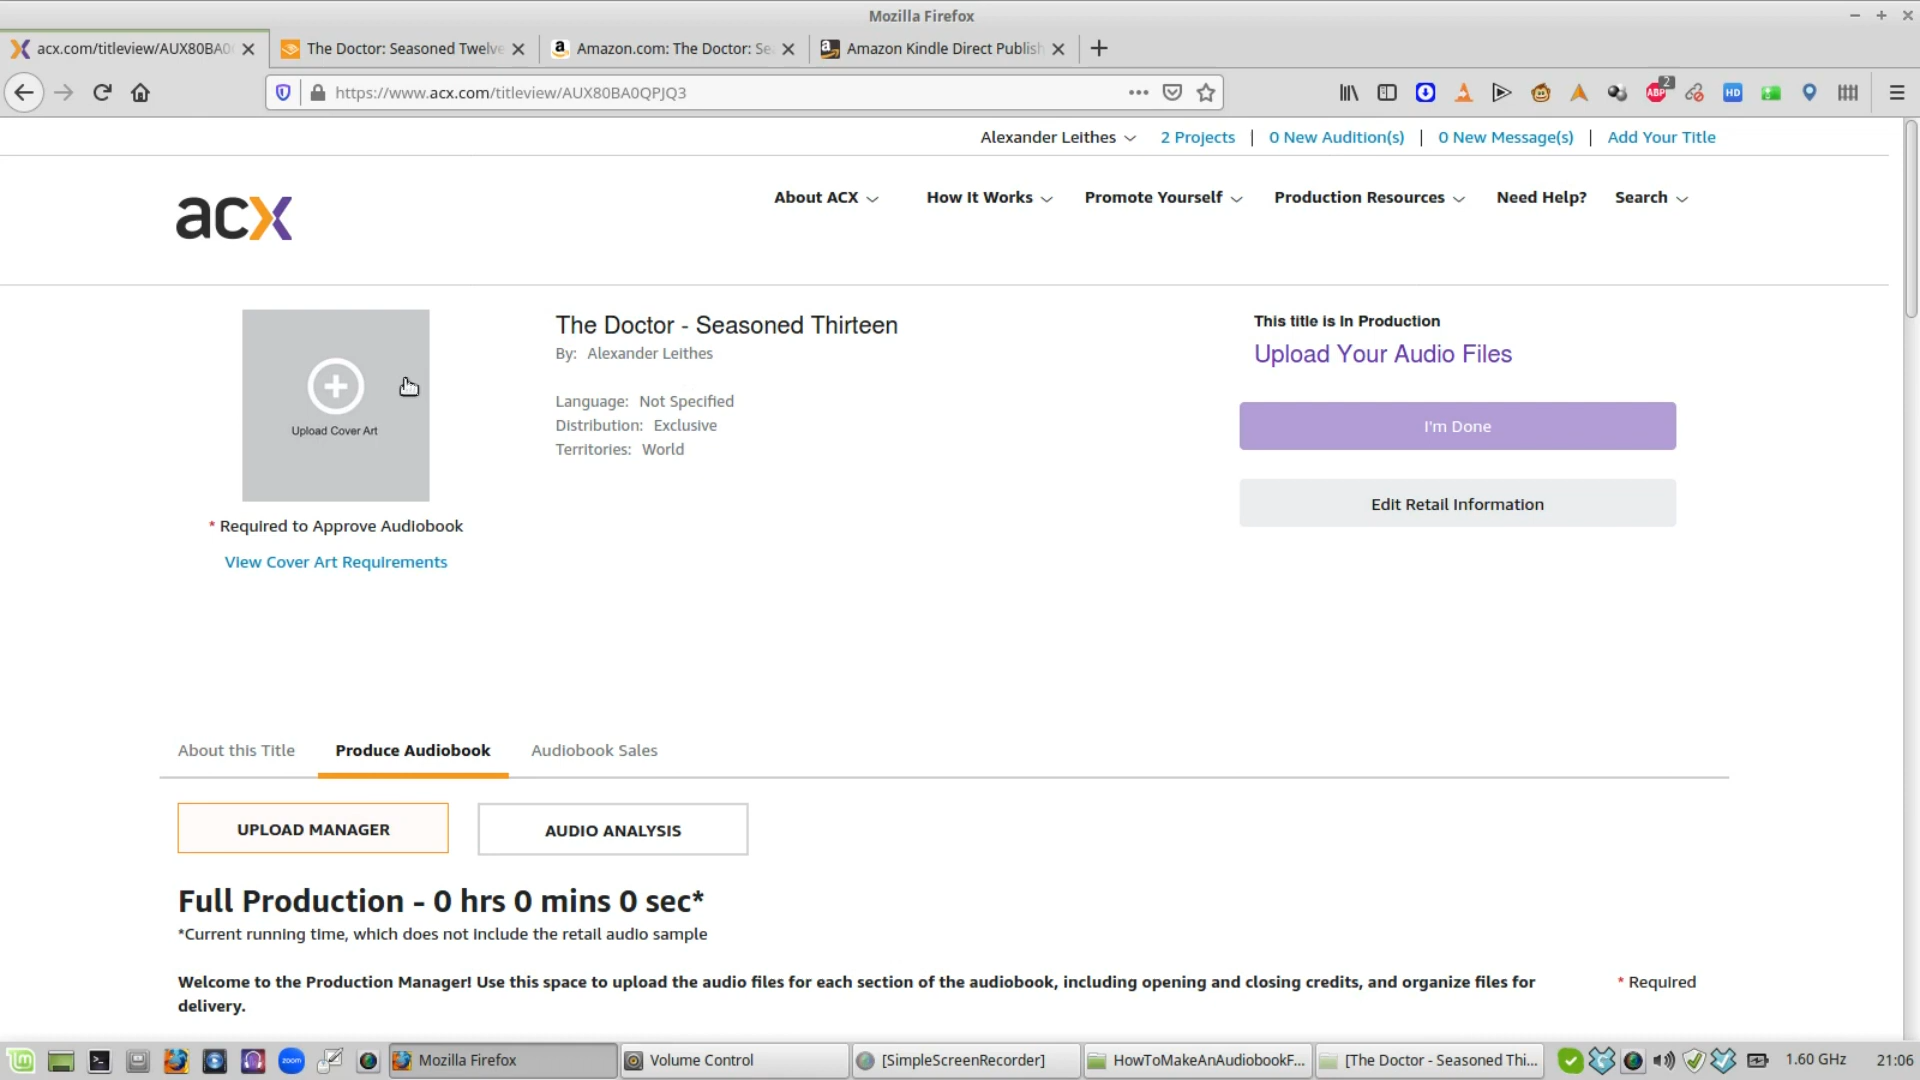 Mozilla Firefox
acx.com/titleview/AUX80BA0
The Doctor: Seasoned Twelve
Amazon.com: The Doctor: Se
Amazon Kindle Direct Publish
https://www.acx.com/titleview/AUX80BA0QPJQ3
2
ABP
HD
Alexander Leithes
2 Projects | 0 New Audition(s) | 0 New Message(s) | Add Your Title
acx
About ACX
How It Works
Promote Yourself
Production Resources
Need Help?
Search
Upload Cover Art
* Required to Approve Audiobook
View Cover Art Requirements
The Doctor - Seasoned Thirteen
By: Alexander Leithes
Language: Not Specified
Distribution: Exclusive
Territories: World
This title is In Production
Upload Your Audio Files
I'm Done
Edit Retail Information
About this Title
Produce Audiobook
Audiobook Sales
UPLOAD MANAGER
AUDIO ANALYSIS
Full Production - 0 hrs 0 mins 0 sec*
*Current running time, which does not include the retail audio sample
Welcome to the Production Manager! Use this space to upload the audio files for each section of the audiobook, including opening and closing credits, and organize files for
delivery.
* Required
zoom
Mozilla Firefox
Volume Control
[SimpleScreenRecorder]
HowToMakeAnAudiobookF...
[The Doctor - Seasoned Thi...
1.60 GHz
21:06